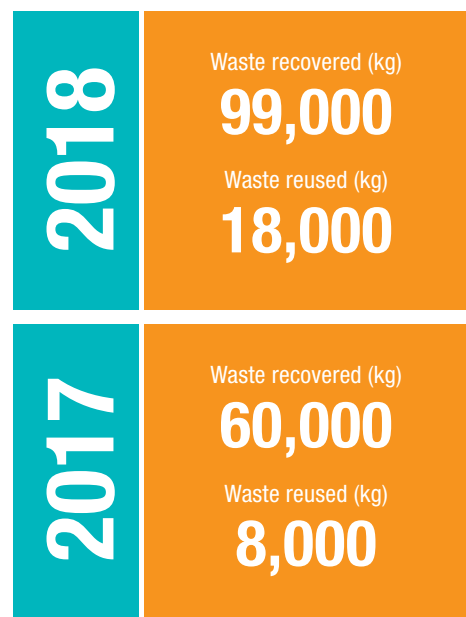 2018
Waste recovered (kg)
99,000
Waste reused (kg)
18,000
2017
Waste recovered (kg)
60,000
Waste reused (kg)
8,000